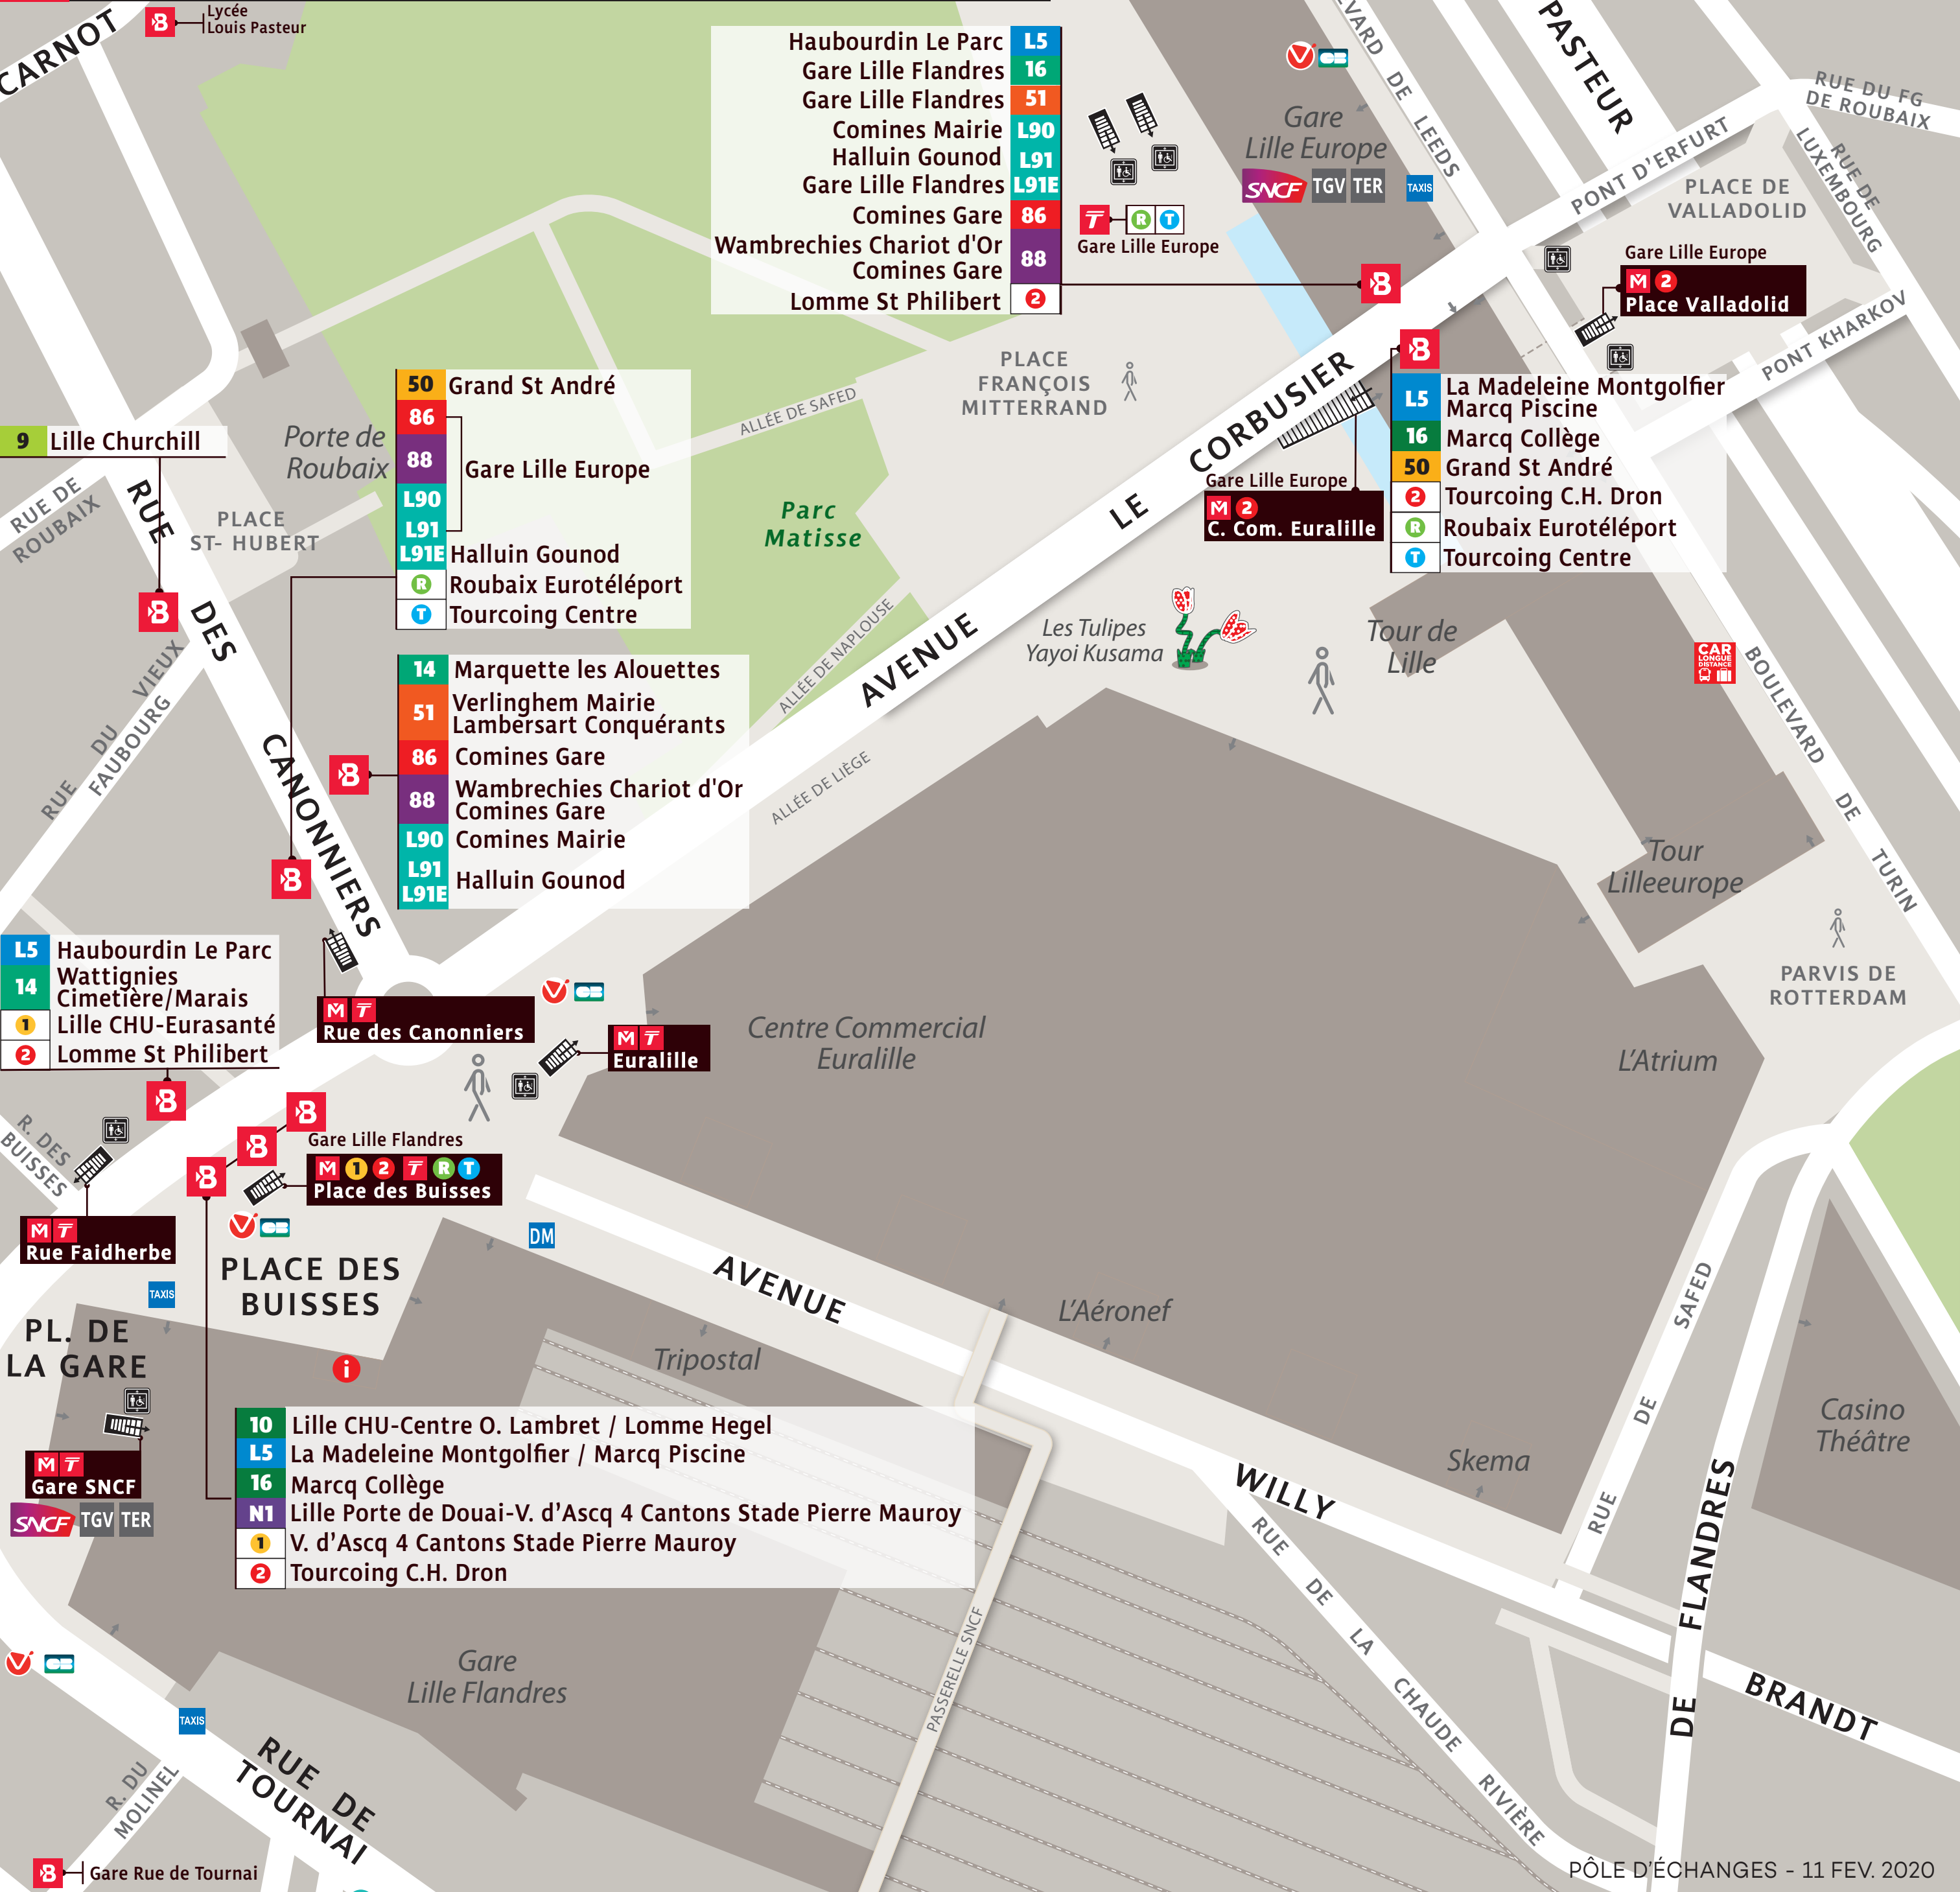 CARNOT
B Lycée
Louis Pasteur
Haubourdin Le Parc L5
Gare Lille Flandres 16
Gare Lille Flandres 51
Comines Mairie L90
Halluin Gounod L91
Gare Lille Flandres L91E
Comines Gare 86
Wambrechies Chariot d'Or
Comines Gare 88
Lomme St Philibert 2
B
T R T
Gare Lille Europe
Gare
Lille Europe
SNCF TGV TER TAXIS
DE LEEDS
PASTEUR
RUE DU FG
DE ROUBAIX
PONT D'ERFURT
RUE DE
LUXEMBOURG
PLACE DE
VALLADOLID
Gare Lille Europe
M 2
Place Valladolid
PONT KHARKOV
B
L5 La Madeleine Montgolfier
Marcq Piscine
16 Marcq Collège
50 Grand St André
2 Tourcoing C.H. Dron
R Roubaix Eurotéléport
T Tourcoing Centre
PLACE
FRANÇOIS
MITTERRAND
ALLÉE DE SAFED
Gare Lille Europe
M 2
C. Com. Euralille
AVENUE LE CORBUSIER
Parc
Matisse
50 Grand St André
86
88
L90
L91
Gare Lille Europe
L91E Halluin Gounod
R Roubaix Eurotéléport
T Tourcoing Centre
Porte de
Roubaix
9 Lille Churchill
RUE DE
ROUBAIX
PLACE
ST- HUBERT
B
RUE DES CANONNIERS
RUE DU VIEUX
FAUBOURG
14 Marquette les Alouettes
51 Verlinghem Mairie
Lambersart Conquérants
86 Comines Gare
88 Wambrechies Chariot d'Or
Comines Gare
L90 Comines Mairie
L91
L91E
Halluin Gounod
B
B
ALLÉE DE NAPLOUSE
ALLÉE DE LIÈGE
Les Tulipes
Yayoi Kusama
Tour de
Lille
CAR
LONGUE
DISTANCE
BOULEVARD DE TURIN
Tour
Lilleeurope
PARVIS DE
ROTTERDAM
L'Atrium
L5 Haubourdin Le Parc
14 Wattignies
Cimetière/Marais
1 Lille CHU-Eurasanté
2 Lomme St Philibert
B
M T
Rue des Canonniers
M T
Euralille
Centre Commercial
Euralille
B
B
B
R. DES
BUISSES
Gare Lille Flandres
M 1 2 T R T
Place des Buisses
M T
Rue Faidherbe
TAXIS
PLACE DES
BUISSES
DM
PL. DE
LA GARE
M T
Gare SNCF
SNCF TGV TER
i
Tripostal
L'Aéronef
AVENUE WILLY BRANDT
Skema
10 Lille CHU-Centre O. Lambret / Lomme Hegel
L5 La Madeleine Montgolfier / Marcq Piscine
16 Marcq Collège
N1 Lille Porte de Douai-V. d'Ascq 4 Cantons Stade Pierre Mauroy
1 V. d'Ascq 4 Cantons Stade Pierre Mauroy
2 Tourcoing C.H. Dron
RUE DE SAFED
DE FLANDRES
Casino
Théâtre
RUE DE LA CHAUDE RIVIÈRE
PASSERELLE SNCF
Gare
Lille Flandres
TAXIS
R. DU
MOLINEL
RUE DE
TOURNAI
B Gare Rue de Tournai
PÔLE D'ÉCHANGES - 11 FEV. 2020